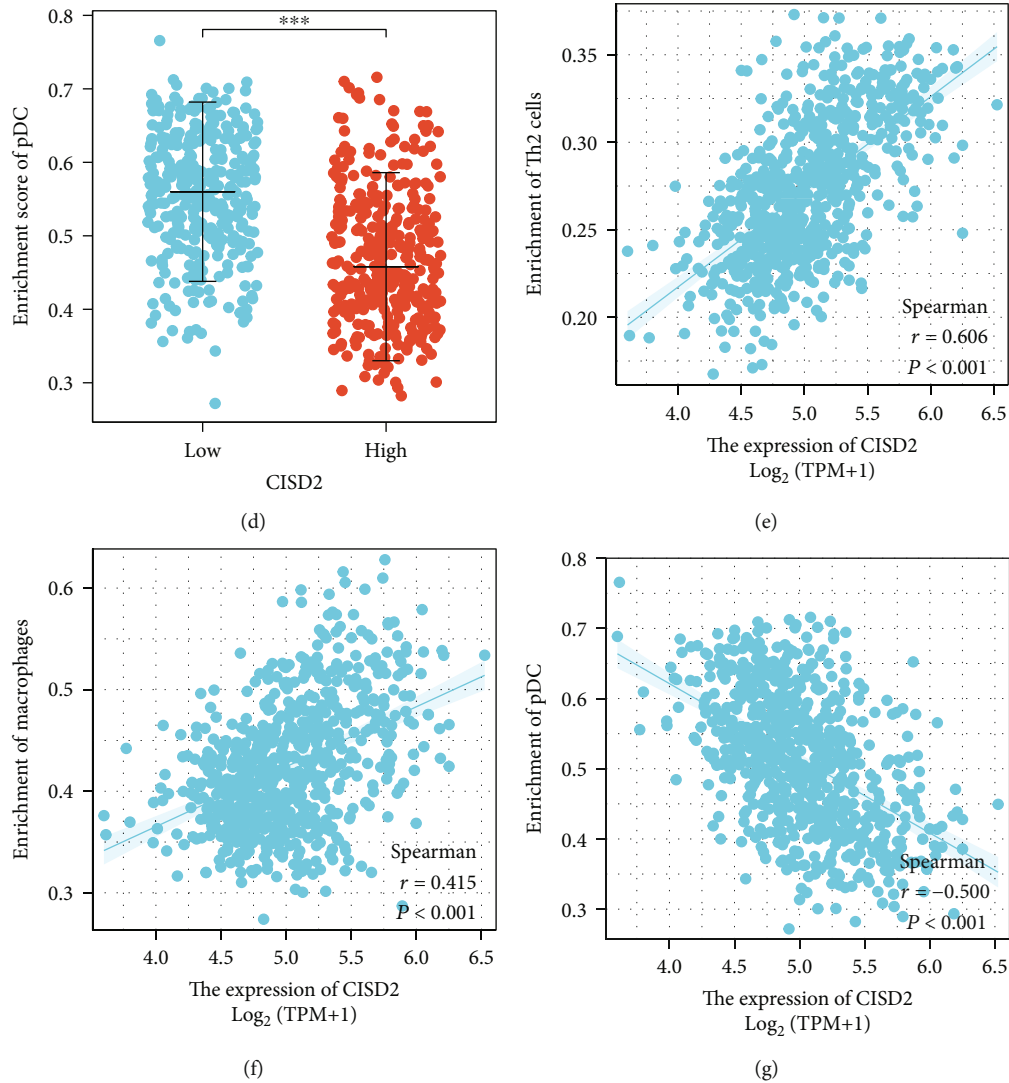 0.8
0.7
0.6
0.5
0.4
0.3
Enrichment score of pDC
***
Low
High
CISD2
(d)
0.35
0.30
0.25
0.20
Enrichment of Th2 cells
Spearman
r = 0.606
P < 0.001
4.0 4.5 5.0 5.5 6.0 6.5
The expression of CISD2
Log₂ (TPM+1)
(e)
0.6
0.5
0.4
0.3
Enrichment of macrophages
Spearman
r = 0.415
P < 0.001
4.0 4.5 5.0 5.5 6.0 6.5
The expression of CISD2
Log₂ (TPM+1)
(f)
0.8
0.7
0.6
0.5
0.4
0.3
Enrichment of pDC
Spearman
r = −0.500
P < 0.001
4.0 4.5 5.0 5.5 6.0 6.5
The expression of CISD2
Log₂ (TPM+1)
(g)